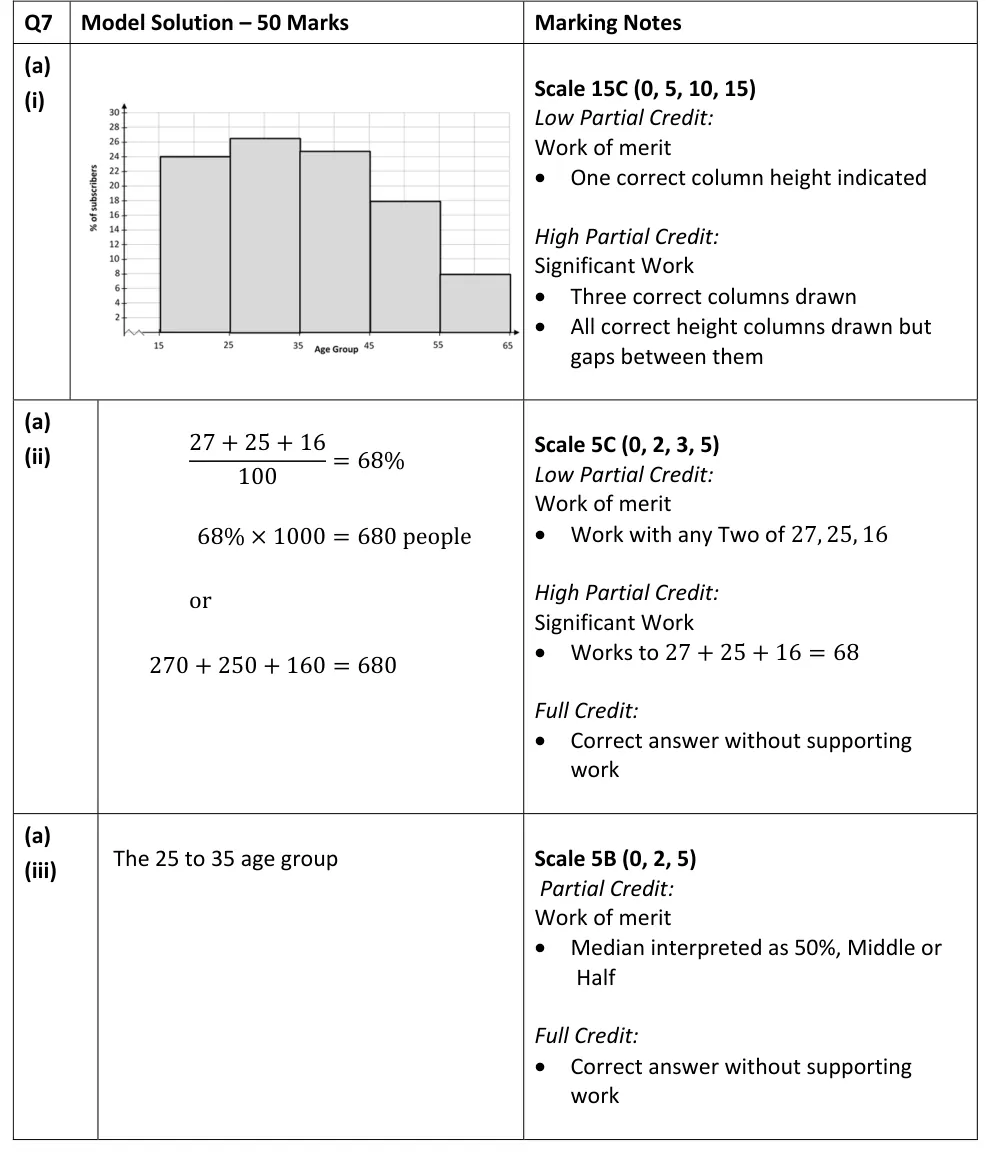 Q7 Model Solution – 50 Marks Marking Notes
(a)
(i)
30
28
26
24
22
20
18
16
14
12
10
8
6
4
2
% of subscribers
15 25 35 Age Group 45 55 65
Scale 15C (0, 5, 10, 15)
Low Partial Credit:
Work of merit
• One correct column height indicated
High Partial Credit:
Significant Work
• Three correct columns drawn
• All correct height columns drawn but
gaps between them
(a)
(ii)
27 + 25 + 16
100
= 68%
68% × 1000 = 680 people
or
270 + 250 + 160 = 680
Scale 5C (0, 2, 3, 5)
Low Partial Credit:
Work of merit
• Work with any Two of 27, 25, 16
High Partial Credit:
Significant Work
• Works to 27 + 25 + 16 = 68
Full Credit:
• Correct answer without supporting
work
(a)
(iii)
The 25 to 35 age group
Scale 5B (0, 2, 5)
Partial Credit:
Work of merit
• Median interpreted as 50%, Middle or
Half
Full Credit:
• Correct answer without supporting
work